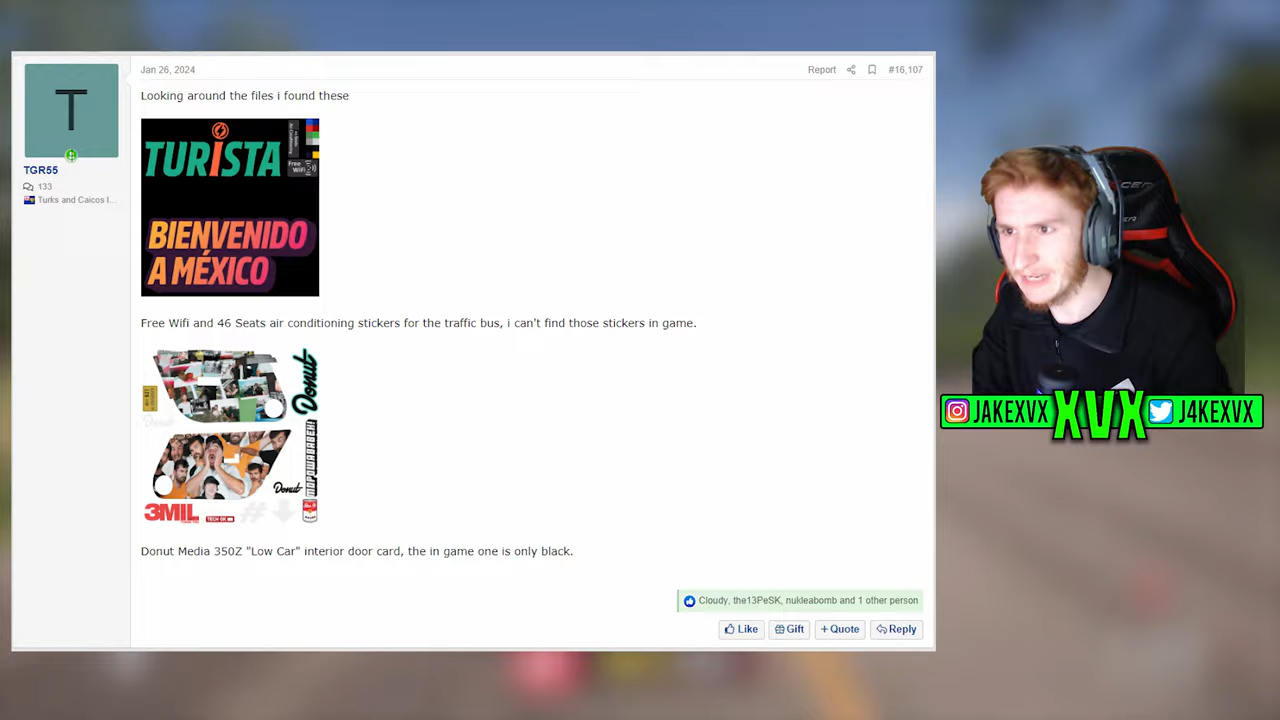 Jan 26, 2024
Report
#16,107
Looking around the files i found these
T
TGR55
133
Turks and Caicos I...
TURISTA
Free
WiFi
BIENVENIDO
A MÉXICO
Free Wifi and 46 Seats air conditioning stickers for the traffic bus, i can't find those stickers in game.
Donut
Donut
MOPOWABABEH!
3MIL
#
Donut Media 350Z "Low Car" interior door card, the in game one is only black.
Cloudy, the13PeSK, nukleabomb and 1 other person
Like
Gift
+Quote
Reply
JAKEXVX
XVX
J4KEXVX